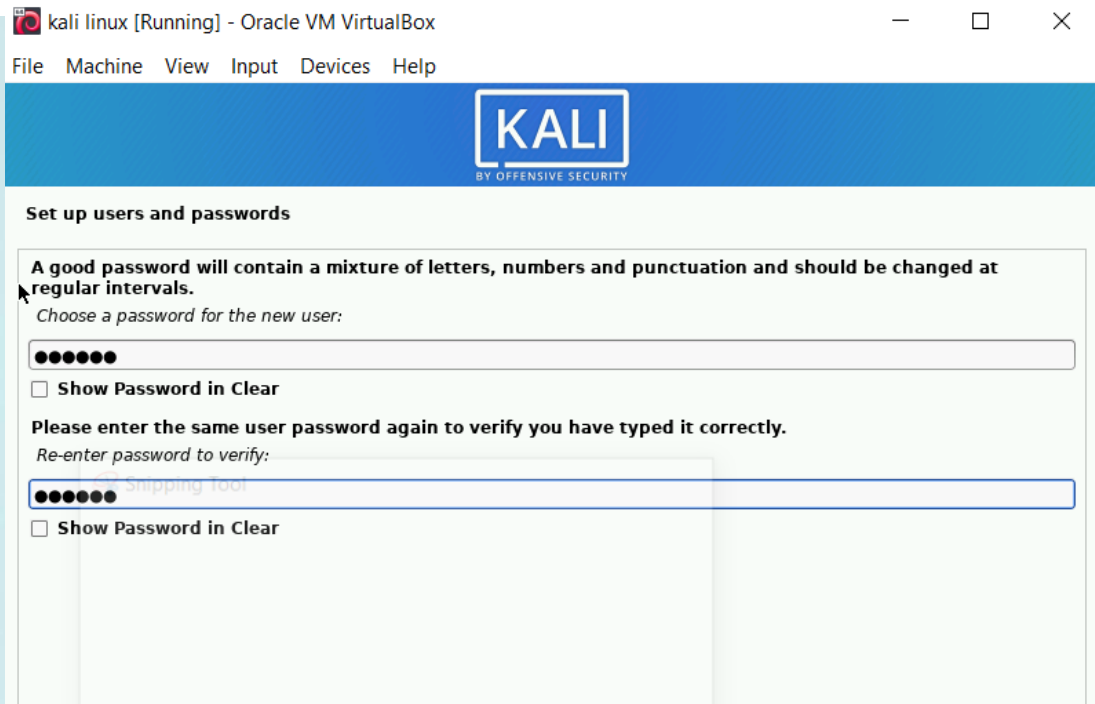 kali linux [Running] - Oracle VM VirtualBox
File Machine View Input Devices Help
KALI
BY OFFENSIVE SECURITY
Set up users and passwords
A good password will contain a mixture of letters, numbers and punctuation and should be changed at
regular intervals.
Choose a password for the new user:
●●●●●●
Show Password in Clear
Please enter the same user password again to verify you have typed it correctly.
Re-enter password to verify:
Snipping Tool
●●●●●●
Show Password in Clear